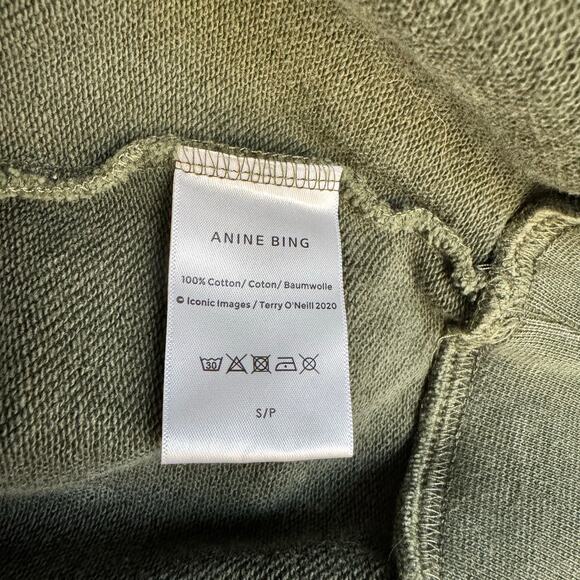 ANINE BING
100% Cotton/ Coton/ Baumwolle
© Iconic Images / Terry O'Neill 2020
30
S/P